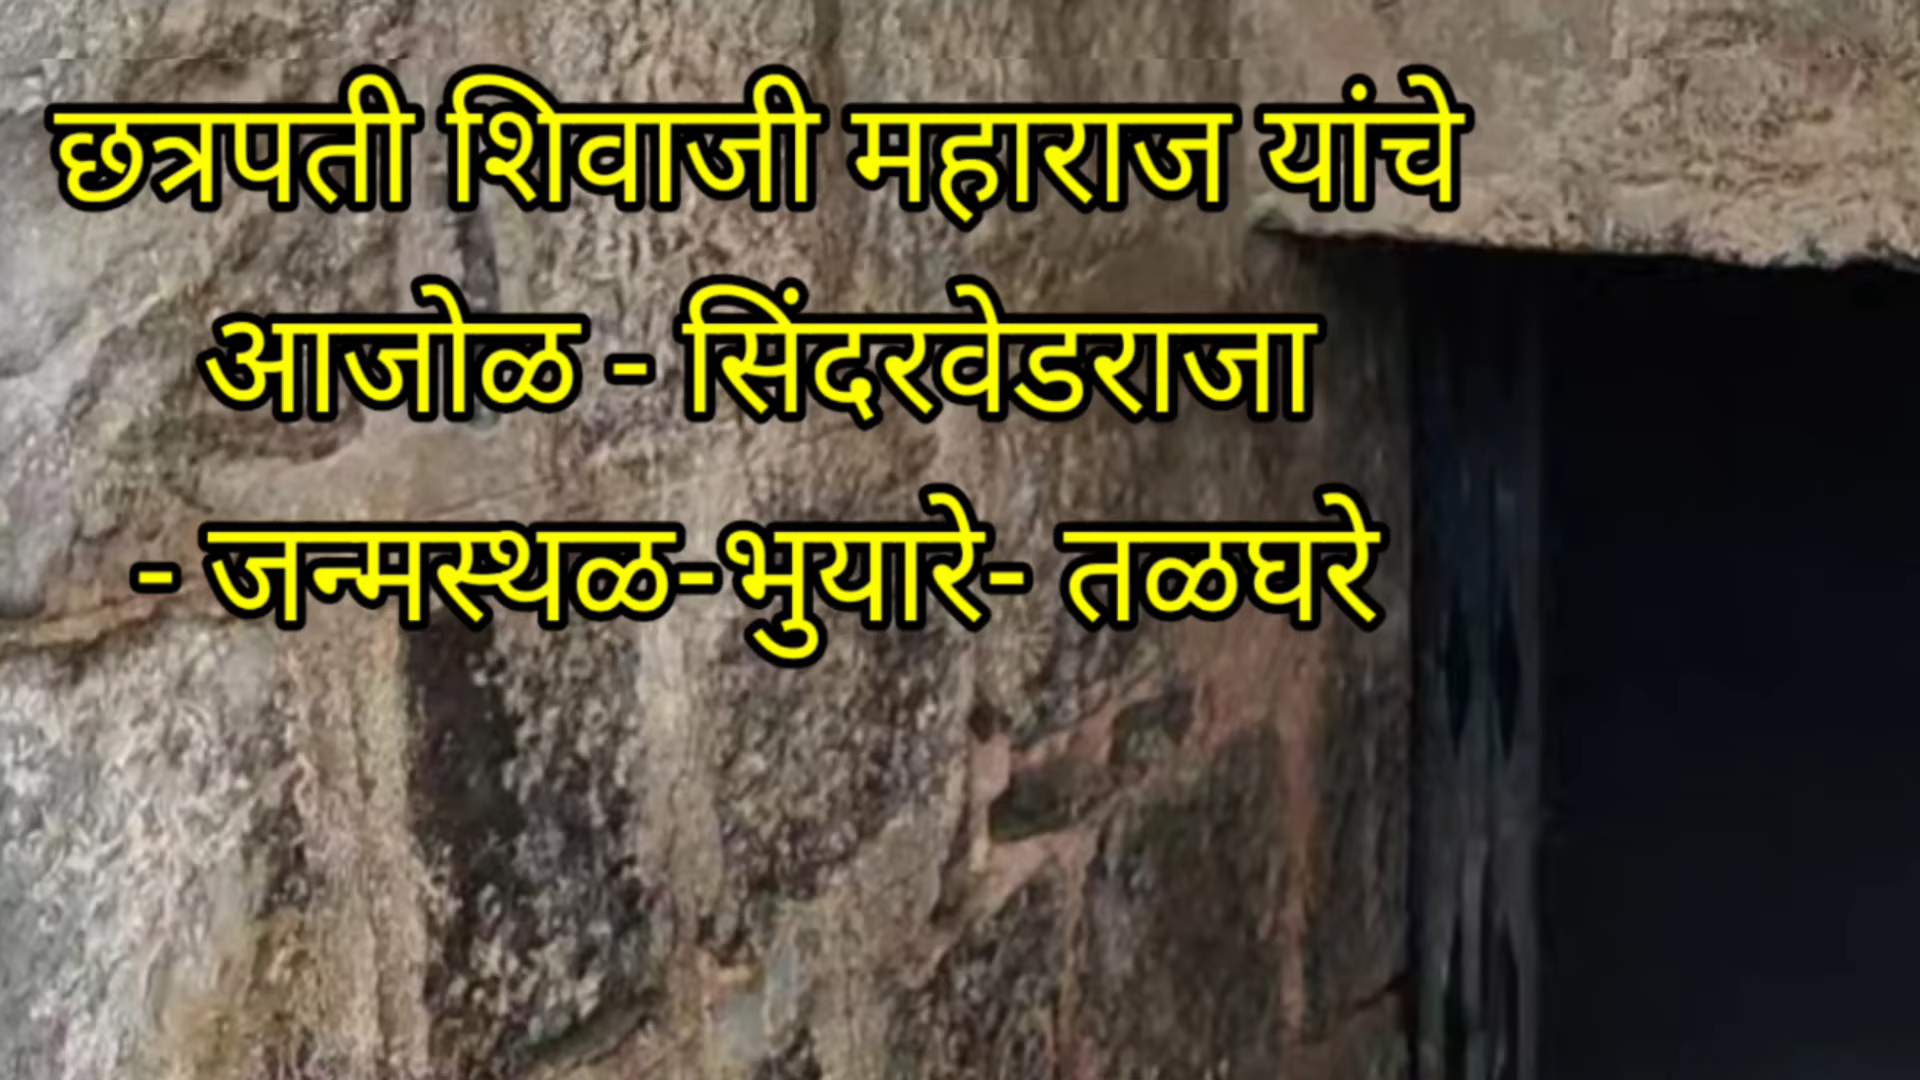 छत्रपती शिवाजी महाराज यांचे
आजोळ - सिंदरवेडराजा
- जन्मस्थळ-भुयारे- तळघरे